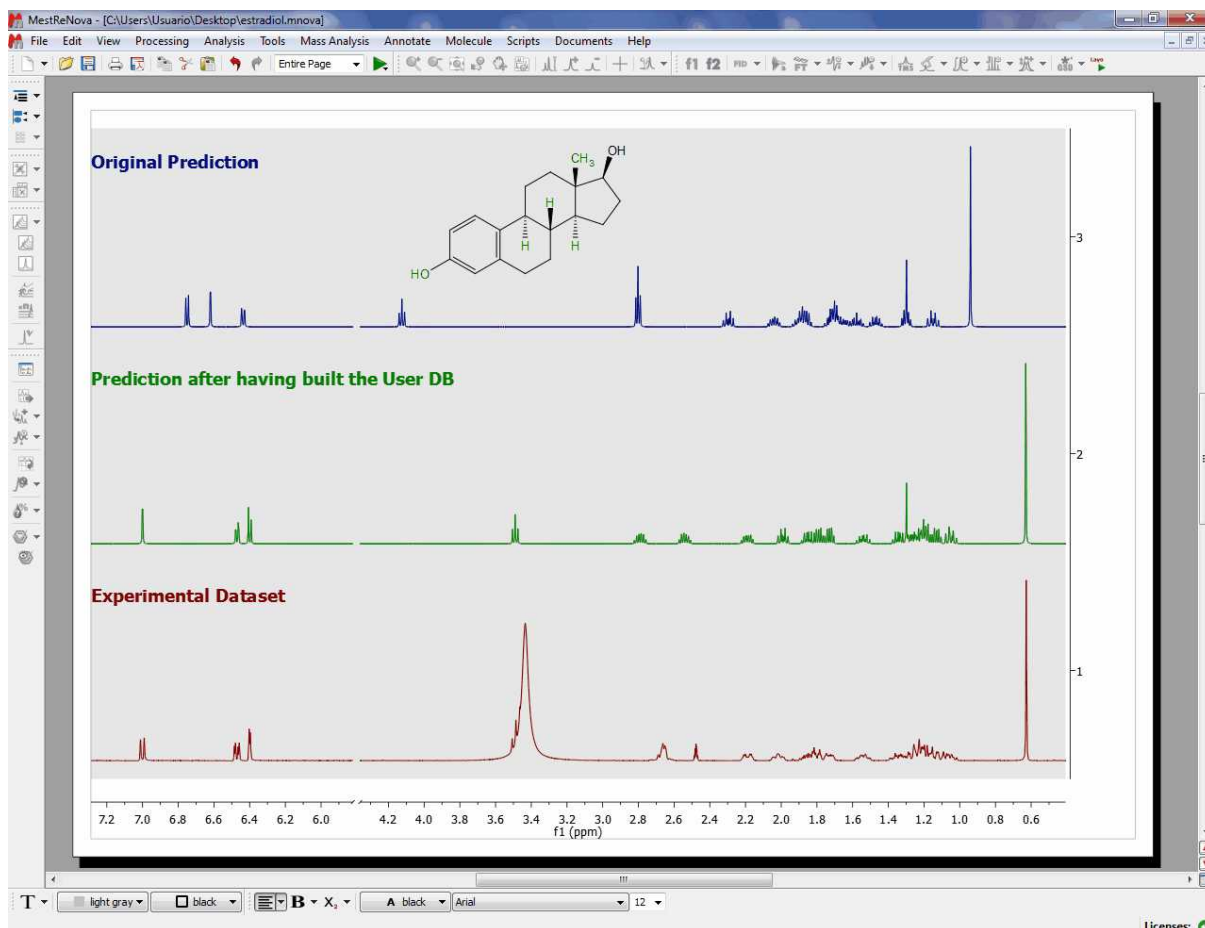 MestReNova - [C:\Users\Usuario\Desktop\estradiol.mnova]
File Edit View Processing Analysis Tools Mass Analysis Annotate Molecule Scripts Documents Help
Entire Page f1 f2
Original Prediction
CH3 OH
H
H H
HO
3
Prediction after having built the User DB
2
Experimental Dataset
1
7.2 7.0 6.8 6.6 6.4 6.2 6.0 4.2 4.0 3.8 3.6 3.4 3.2 3.0 2.8 2.6 2.4 2.2 2.0 1.8 1.6 1.4 1.2 1.0 0.8 0.6
f1 (ppm)
T light gray black B X A black Arial 12
Licenses: